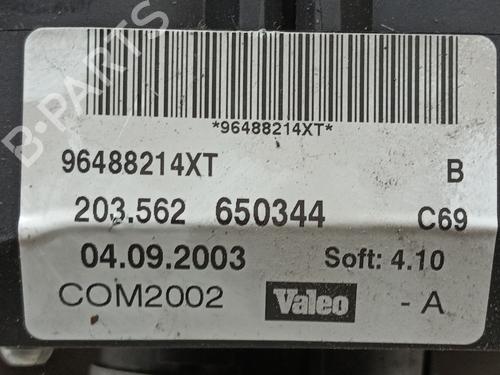 B-PARTS
*96488214XT*
96488214XT B
203.562 650344 C69
04.09.2003 Soft: 4.10
COM2002 Valeo - A